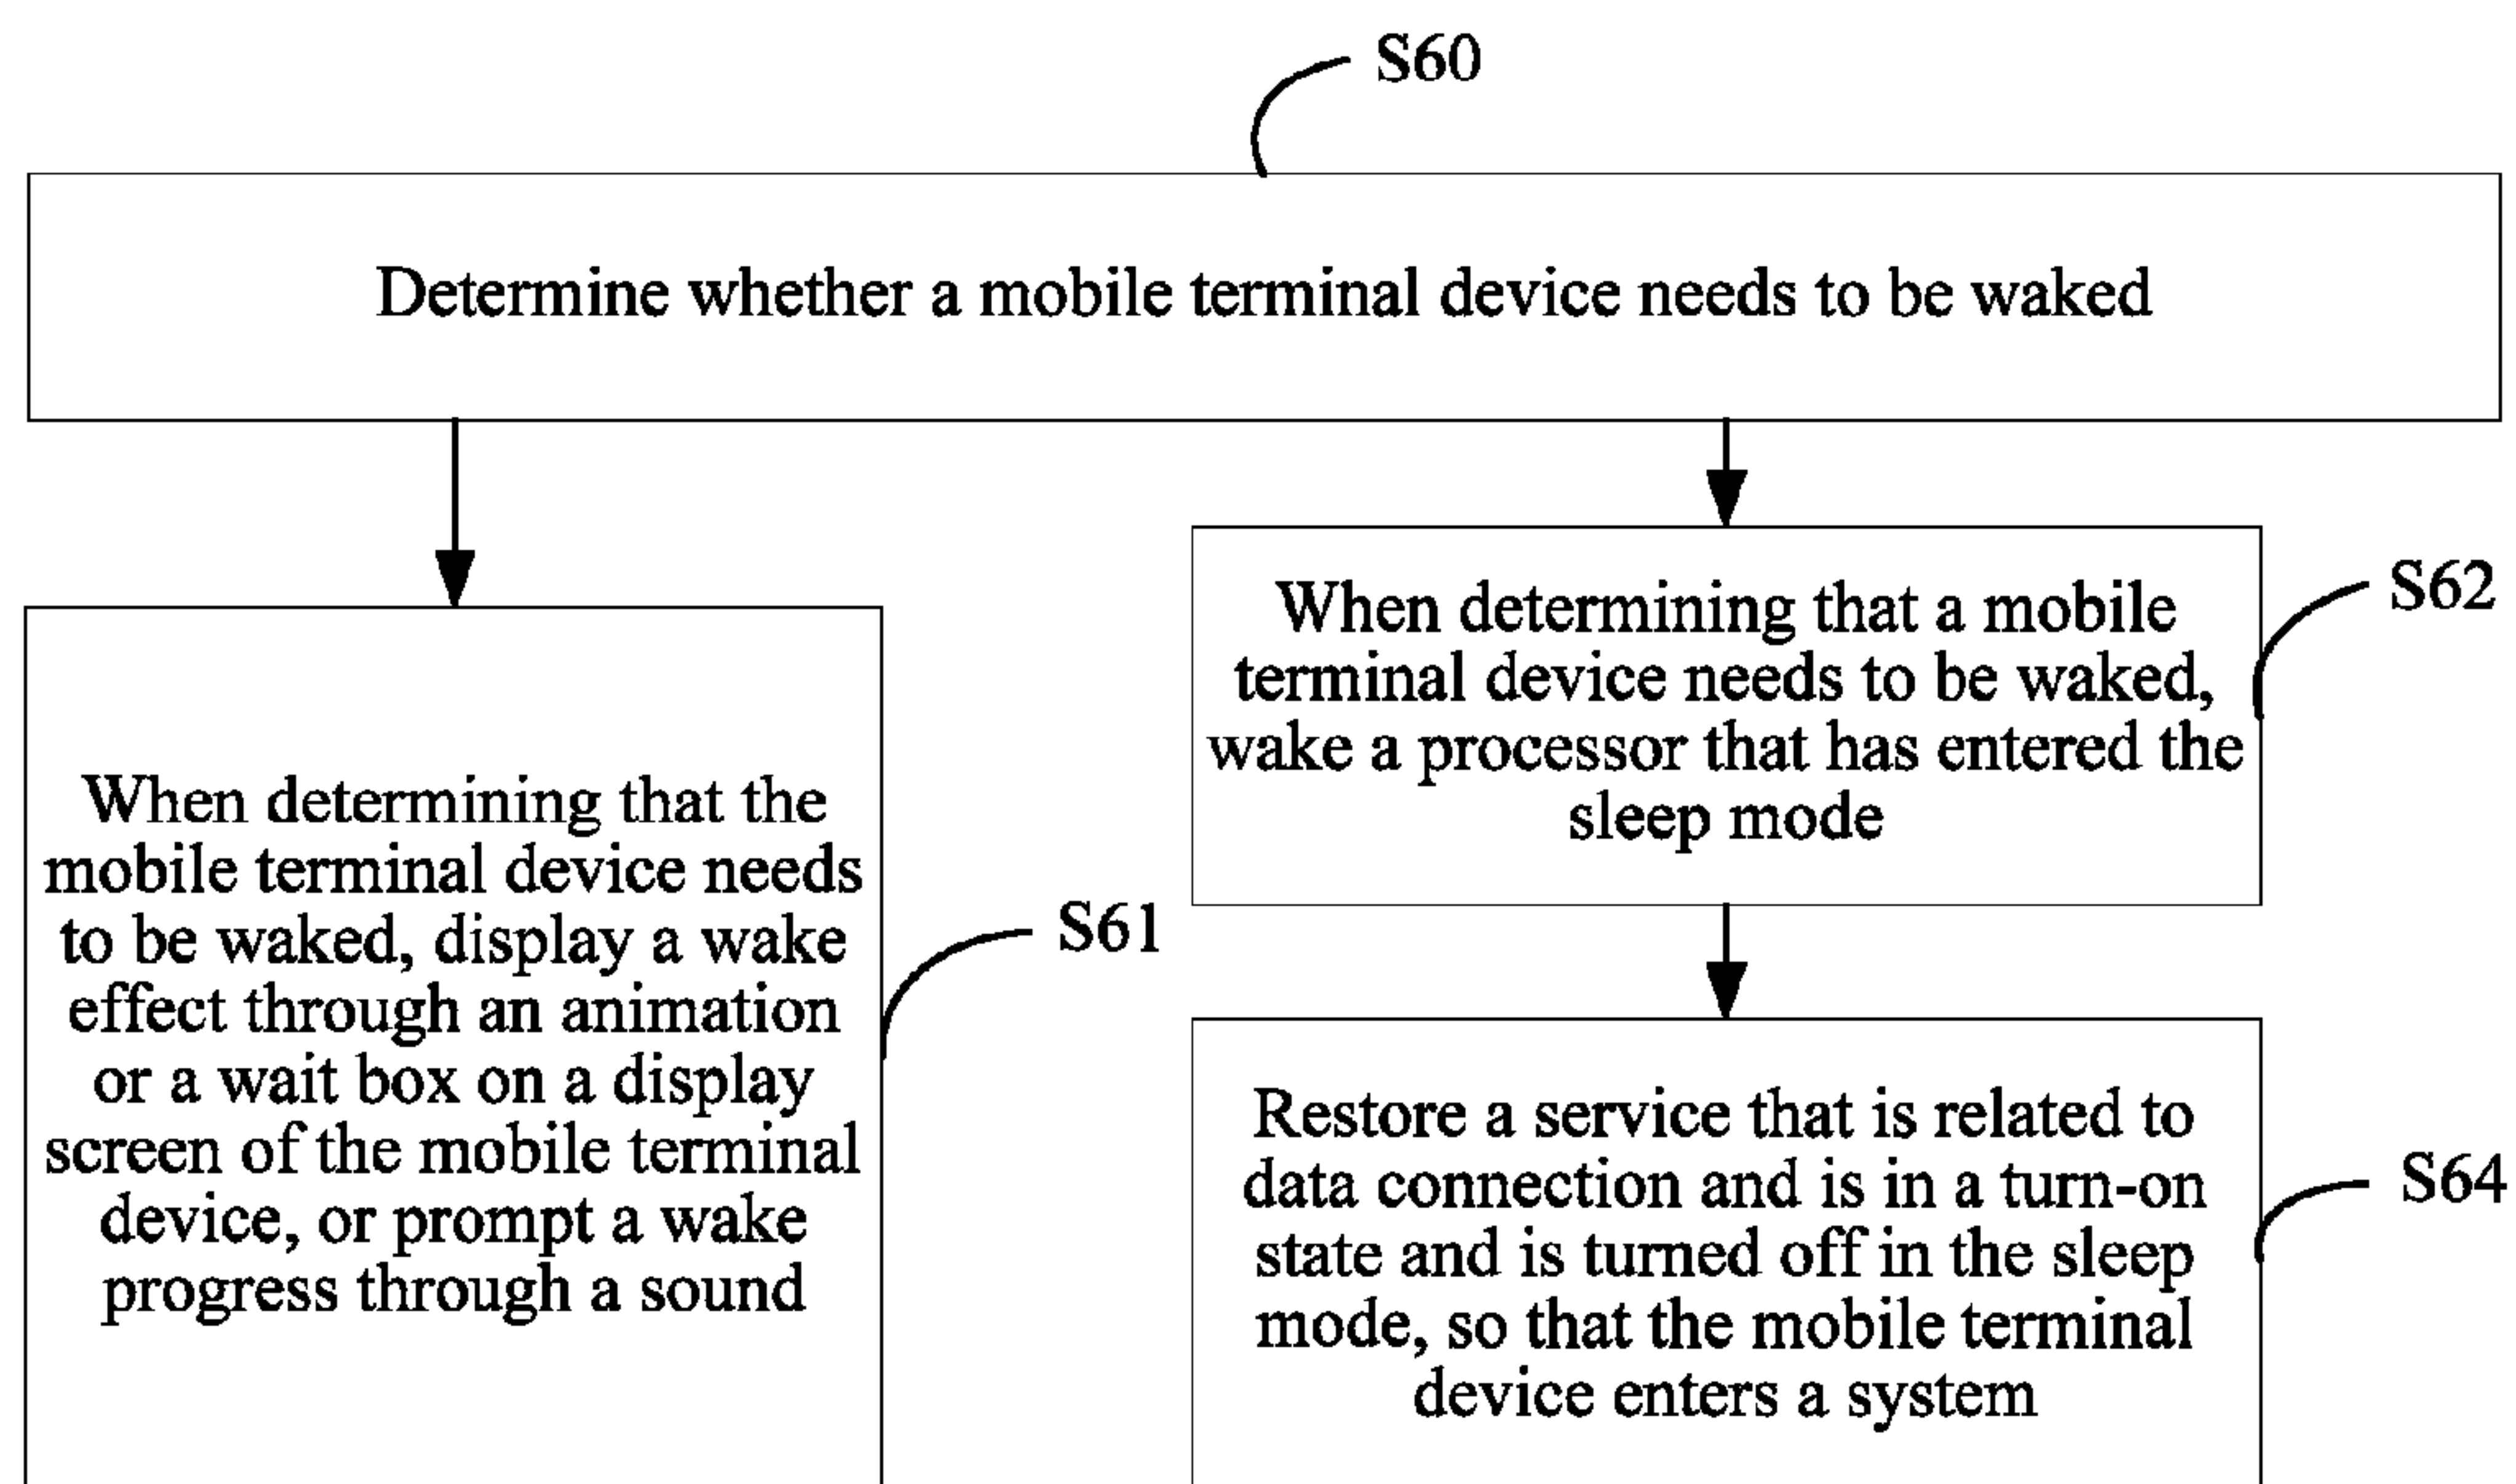 S60
Determine whether a mobile terminal device needs to be waked
When determining that the
mobile terminal device needs
to be waked, display a wake
effect through an animation
or a wait box on a display
screen of the mobile terminal
device, or prompt a wake
progress through a sound
S61
When determining that a mobile
terminal device needs to be waked,
wake a processor that has entered the
sleep mode
S62
Restore a service that is related to
data connection and is in a turn-on
state and is turned off in the sleep
mode, so that the mobile terminal
device enters a system
S64